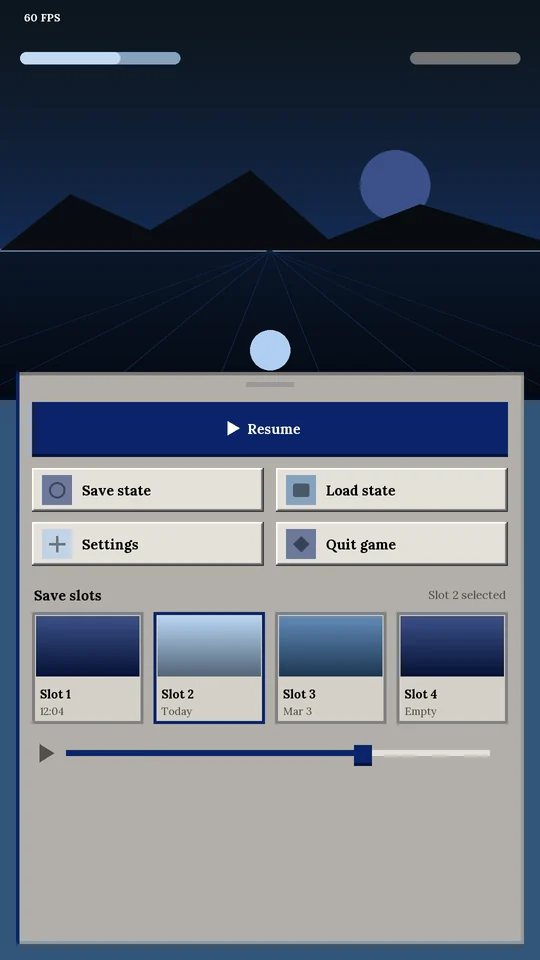 60 FPS
Resume
Save state
Load state
Settings
Quit game
Save slots
Slot 2 selected
Slot 1
12:04
Slot 2
Today
Slot 3
Mar 3
Slot 4
Empty